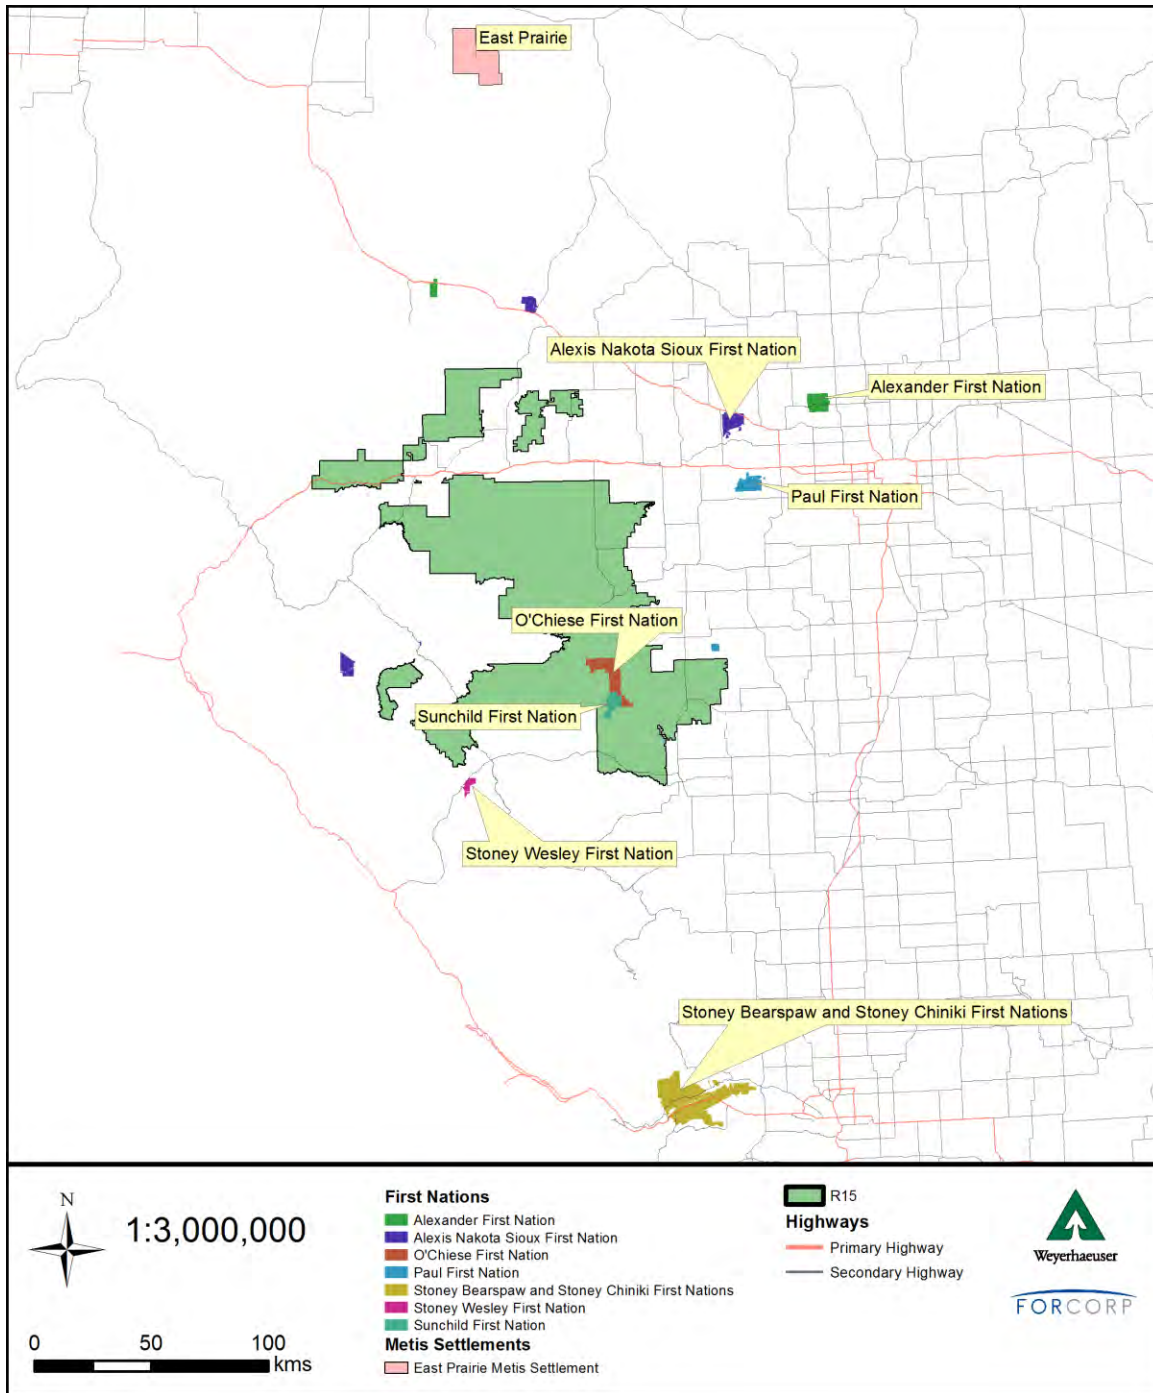 East Prairie
Alexis Nakota Sioux First Nation
Alexander First Nation
Paul First Nation
O'Chiese First Nation
Sunchild First Nation
Stoney Wesley First Nation
Stoney Bearspaw and Stoney Chiniki First Nations
N
1:3,000,000
0 50 100
kms
First Nations
Alexander First Nation
Alexis Nakota Sioux First Nation
O'Chiese First Nation
Paul First Nation
Stoney Bearspaw and Stoney Chiniki First Nations
Stoney Wesley First Nation
Sunchild First Nation
Metis Settlements
East Prairie Metis Settlement
R15
Highways
Primary Highway
Secondary Highway
Weyerhaeuser
FORCORP